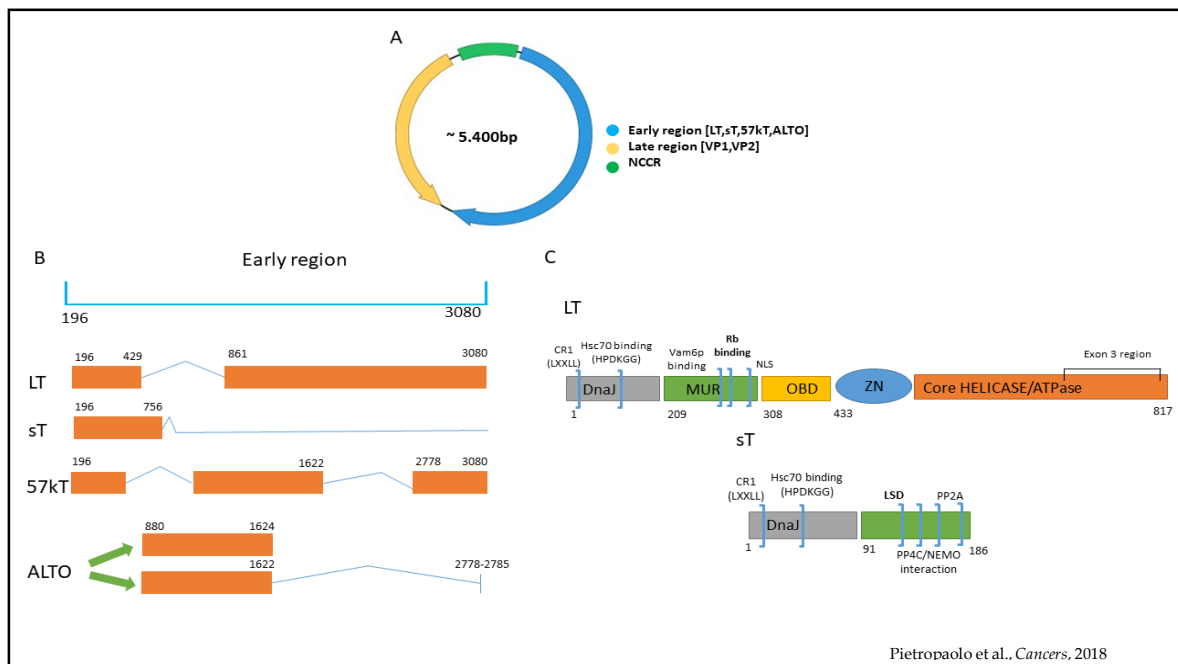 A
~ 5.400bp
Early region [LT,sT,57kT,ALTO]
Late region [VP1,VP2]
NCCR
B
Early region
196
3080
LT
196 429 861 3080
sT
196 756
57kT
196 1622 2778 3080
ALTO
880 1624
1622 2778-2785
C
LT
CR1
(LXXLL)
Hsc70 binding
(HPDKGG)
Vam6p
binding
Rb
binding
NLS
Exon 3 region
DnaJ MUR OBD ZN Core HELICASE/ATPase
1 209 308 433 817
sT
CR1
(LXXLL)
Hsc70 binding
(HPDKGG)
LSD PP2A
DnaJ
1 91 186
PP4C/NEMO
interaction
Pietropaolo et al., Cancers, 2018